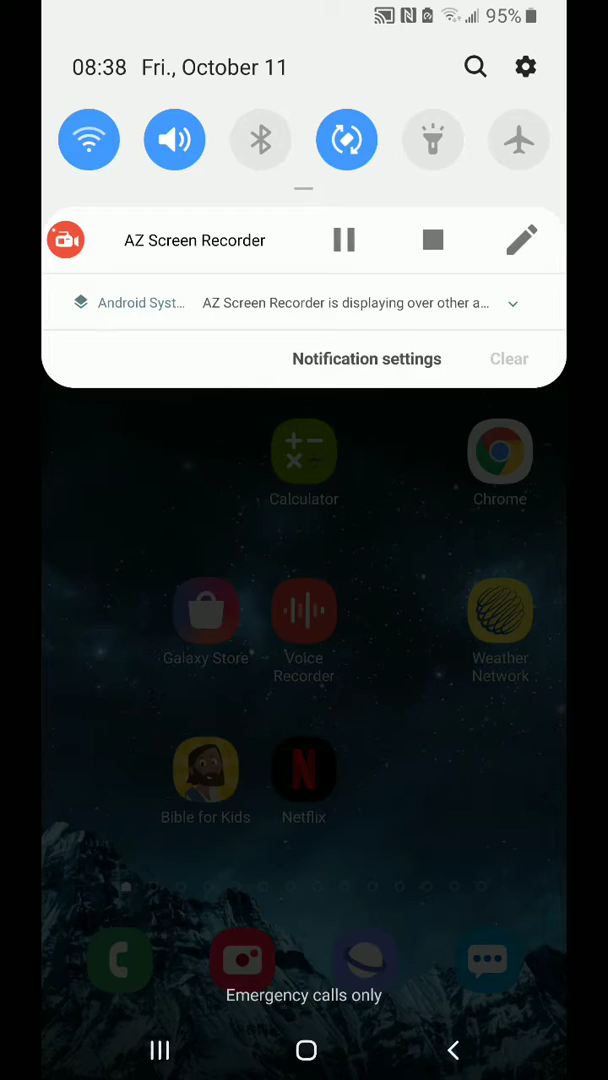 95%
08:38 Fri., October 11
AZ Screen Recorder
Android Syst… AZ Screen Recorder is displaying over other a…
Notification settings Clear
Calculator Chrome
Galaxy Store Voice Recorder Weather Network
Bible for Kids Netflix
Emergency calls only